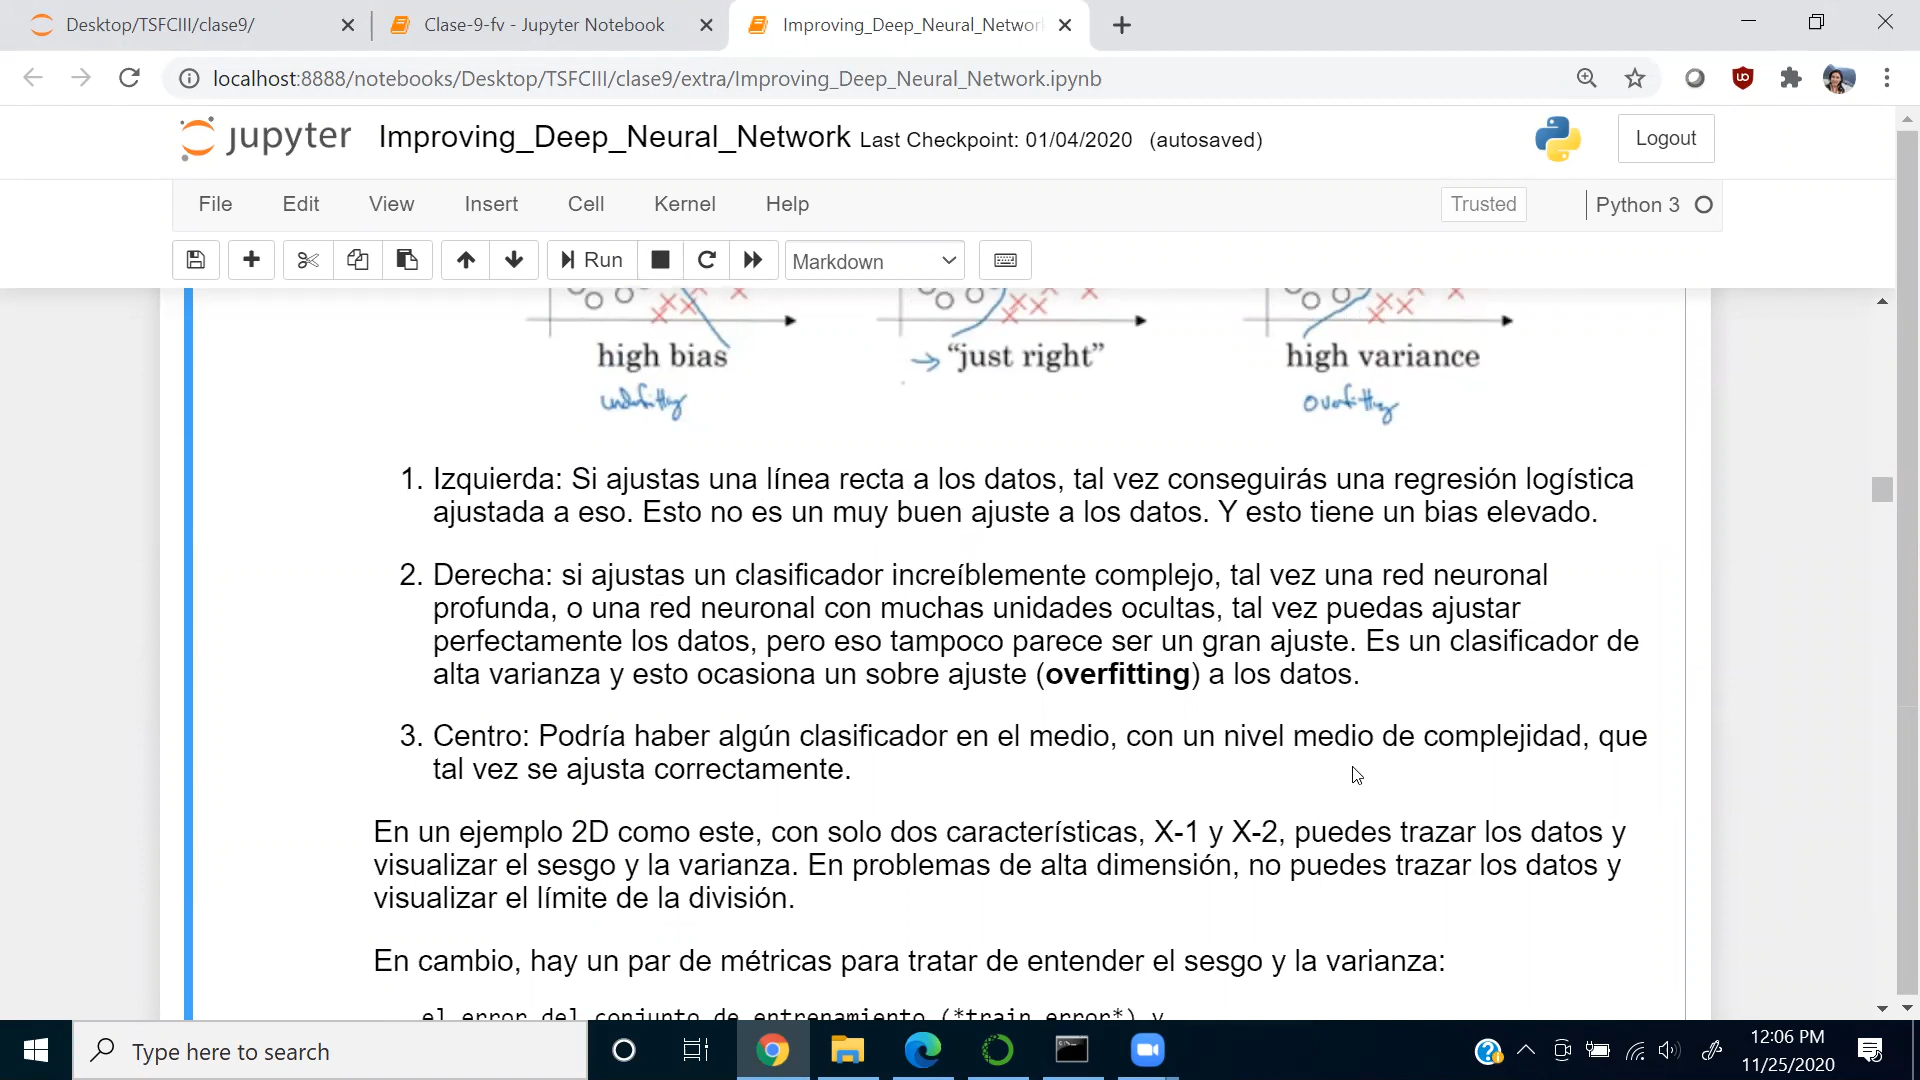 Desktop/TSFCIII/clase9/
Clase-9-fv - Jupyter Notebook
Improving_Deep_Neural_Networ
localhost:8888/notebooks/Desktop/TSFCIII/clase9/extra/Improving_Deep_Neural_Network.ipynb
jupyter Improving_Deep_Neural_Network Last Checkpoint: 01/04/2020 (autosaved)
Logout
File Edit View Insert Cell Kernel Help
Trusted
Python 3
Run
Markdown
high bias
"just right"
high variance
underfitting
overfitting
1. Izquierda: Si ajustas una línea recta a los datos, tal vez conseguirás una regresión logística
ajustada a eso. Esto no es un muy buen ajuste a los datos. Y esto tiene un bias elevado.
2. Derecha: si ajustas un clasificador increíblemente complejo, tal vez una red neuronal
profunda, o una red neuronal con muchas unidades ocultas, tal vez puedas ajustar
perfectamente los datos, pero eso tampoco parece ser un gran ajuste. Es un clasificador de
alta varianza y esto ocasiona un sobre ajuste (overfitting) a los datos.
3. Centro: Podría haber algún clasificador en el medio, con un nivel medio de complejidad, que
tal vez se ajusta correctamente.
En un ejemplo 2D como este, con solo dos características, X-1 y X-2, puedes trazar los datos y
visualizar el sesgo y la varianza. En problemas de alta dimensión, no puedes trazar los datos y
visualizar el límite de la división.
En cambio, hay un par de métricas para tratar de entender el sesgo y la varianza:
el error del conjunto de entrenamiento (*train error*) y
Type here to search
12:06 PM
11/25/2020